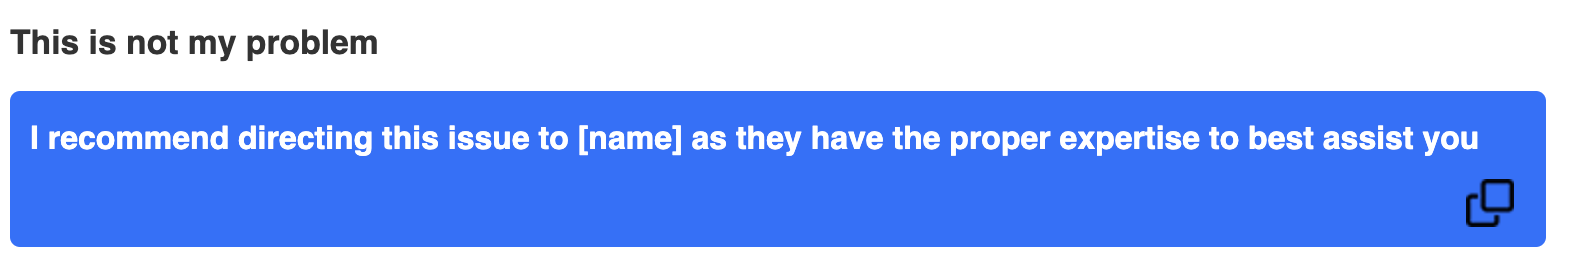 This is not my problem
I recommend directing this issue to [name] as they have the proper expertise to best assist you